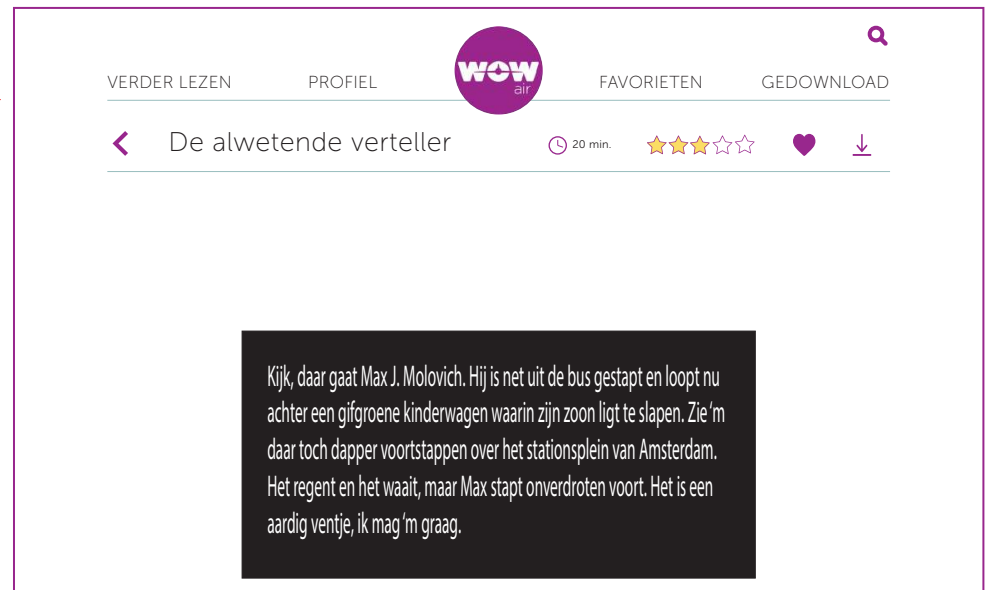 VERDER LEZEN PROFIEL WOW air FAVORIETEN GEDOWNLOAD
De alwetende verteller 20 min.
Kijk, daar gaat Max J. Molovich. Hij is net uit de bus gestapt en loopt nu
achter een gifgroene kinderwagen waarin zijn zoon ligt te slapen. Zie ‘m
daar toch dapper voortstappen over het stationsplein van Amsterdam.
Het regent en het waait, maar Max stapt onverdroten voort. Het is een
aardig ventje, ik mag ‘m graag.